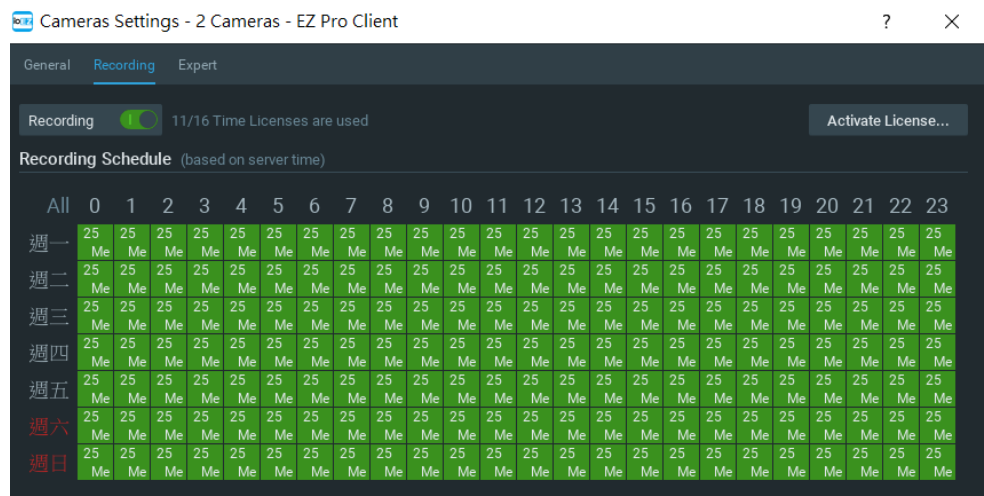 Cameras Settings - 2 Cameras - EZ Pro Client ? ×
General Recording Expert
Recording 11/16 Time Licenses are used Activate License...
Recording Schedule (based on server time)
All 0 1 2 3 4 5 6 7 8 9 10 11 12 13 14 15 16 17 18 19 20 21 22 23
週一 25 25 25 25 25 25 25 25 25 25 25 25 25 25 25 25 25 25 25 25 25 25 25 25
Me Me Me Me Me Me Me Me Me Me Me Me Me Me Me Me Me Me Me Me Me Me Me Me
週二 25 25 25 25 25 25 25 25 25 25 25 25 25 25 25 25 25 25 25 25 25 25 25 25
Me Me Me Me Me Me Me Me Me Me Me Me Me Me Me Me Me Me Me Me Me Me Me Me
週三 25 25 25 25 25 25 25 25 25 25 25 25 25 25 25 25 25 25 25 25 25 25 25 25
Me Me Me Me Me Me Me Me Me Me Me Me Me Me Me Me Me Me Me Me Me Me Me Me
週四 25 25 25 25 25 25 25 25 25 25 25 25 25 25 25 25 25 25 25 25 25 25 25 25
Me Me Me Me Me Me Me Me Me Me Me Me Me Me Me Me Me Me Me Me Me Me Me Me
週五 25 25 25 25 25 25 25 25 25 25 25 25 25 25 25 25 25 25 25 25 25 25 25 25
Me Me Me Me Me Me Me Me Me Me Me Me Me Me Me Me Me Me Me Me Me Me Me Me
週六 25 25 25 25 25 25 25 25 25 25 25 25 25 25 25 25 25 25 25 25 25 25 25 25
Me Me Me Me Me Me Me Me Me Me Me Me Me Me Me Me Me Me Me Me Me Me Me Me
週日 25 25 25 25 25 25 25 25 25 25 25 25 25 25 25 25 25 25 25 25 25 25 25 25
Me Me Me Me Me Me Me Me Me Me Me Me Me Me Me Me Me Me Me Me Me Me Me Me